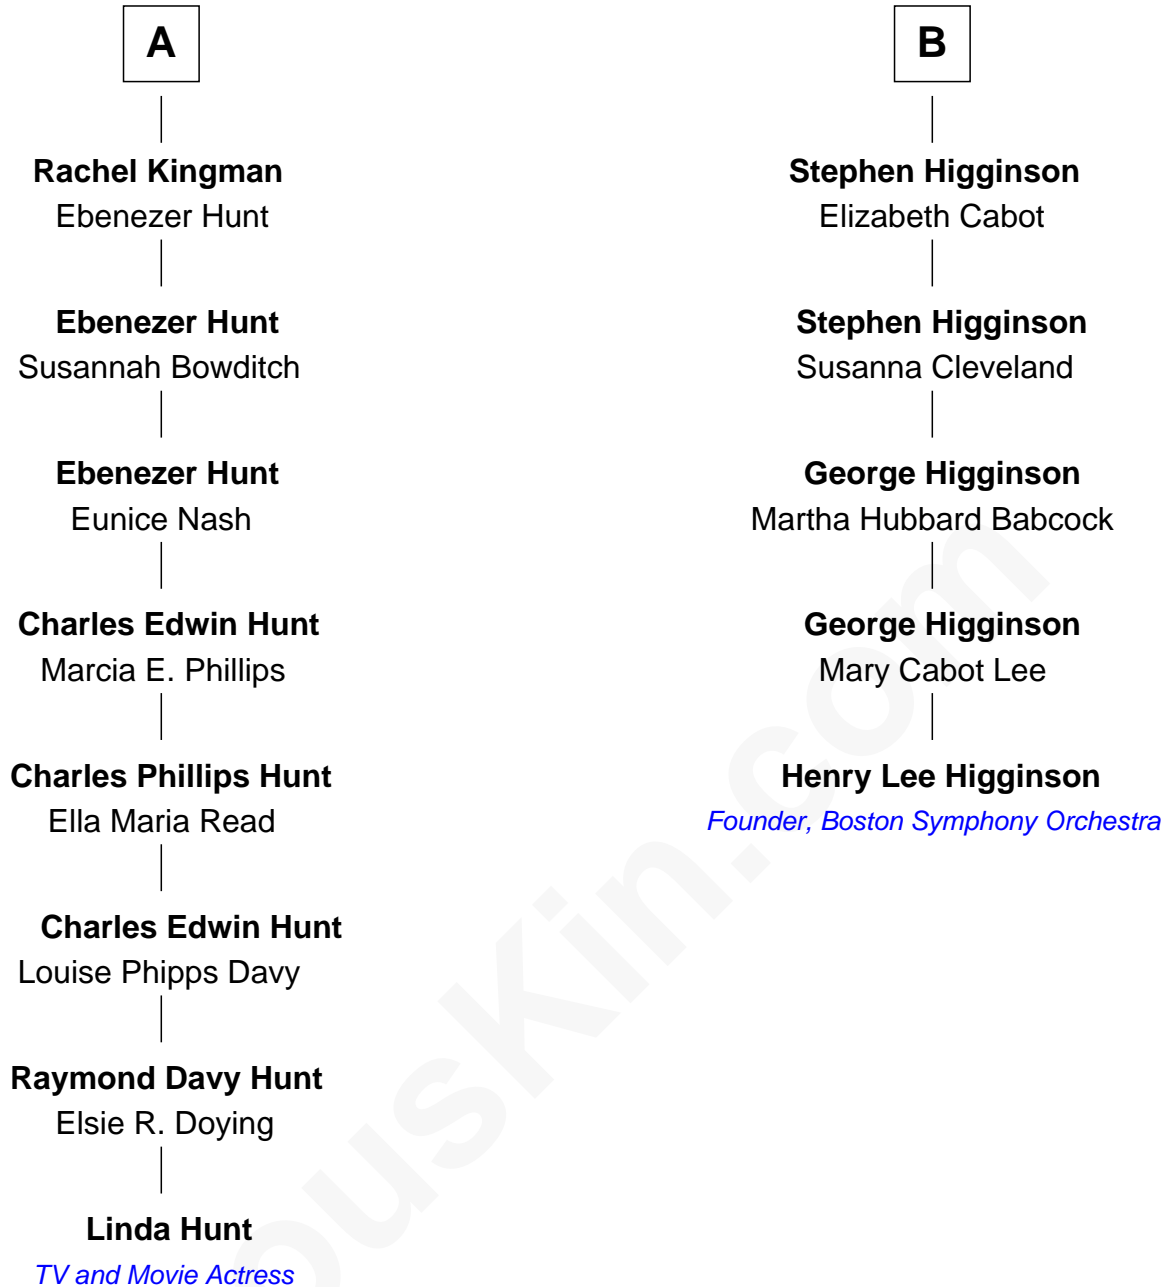 A
Rachel Kingman
Ebenezer Hunt
Ebenezer Hunt
Susannah Bowditch
Ebenezer Hunt
Eunice Nash
Charles Edwin Hunt
Marcia E. Phillips
Charles Phillips Hunt
Ella Maria Read
Charles Edwin Hunt
Louise Phipps Davy
Raymond Davy Hunt
Elsie R. Doying
Linda Hunt
TV and Movie Actress
B
Stephen Higginson
Elizabeth Cabot
Stephen Higginson
Susanna Cleveland
George Higginson
Martha Hubbard Babcock
George Higginson
Mary Cabot Lee
Henry Lee Higginson
Founder, Boston Symphony Orchestra
ousKin.com